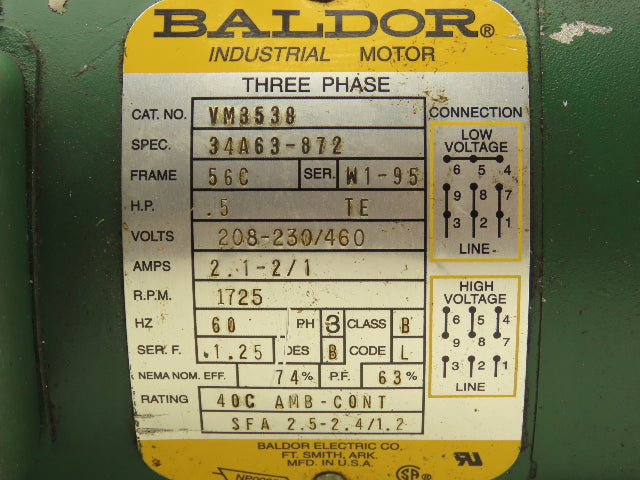 BALDOR®
INDUSTRIAL MOTOR
THREE PHASE
CAT. NO. VM3538
SPEC. 34A63-872
FRAME 56C SER. W1-95
H.P. .5 TE
VOLTS 208-230/460
AMPS 2.1-2/1
R.P.M. 1725
HZ 60 PH 3 CLASS B
SER. F. 1.25 DES B CODE L
NEMA NOM. EFF. 74% P.F. 63%
RATING 40C AMB-CONT
SFA 2.5-2.4/1.2
CONNECTION
LOW
VOLTAGE
6 5 4
9 8 7
3 2 1
LINE
HIGH
VOLTAGE
6 5 4
9 8 7
3 2 1
LINE
BALDOR ELECTRIC CO.
FT. SMITH, ARK.
MFD. IN U.S.A.
SA®